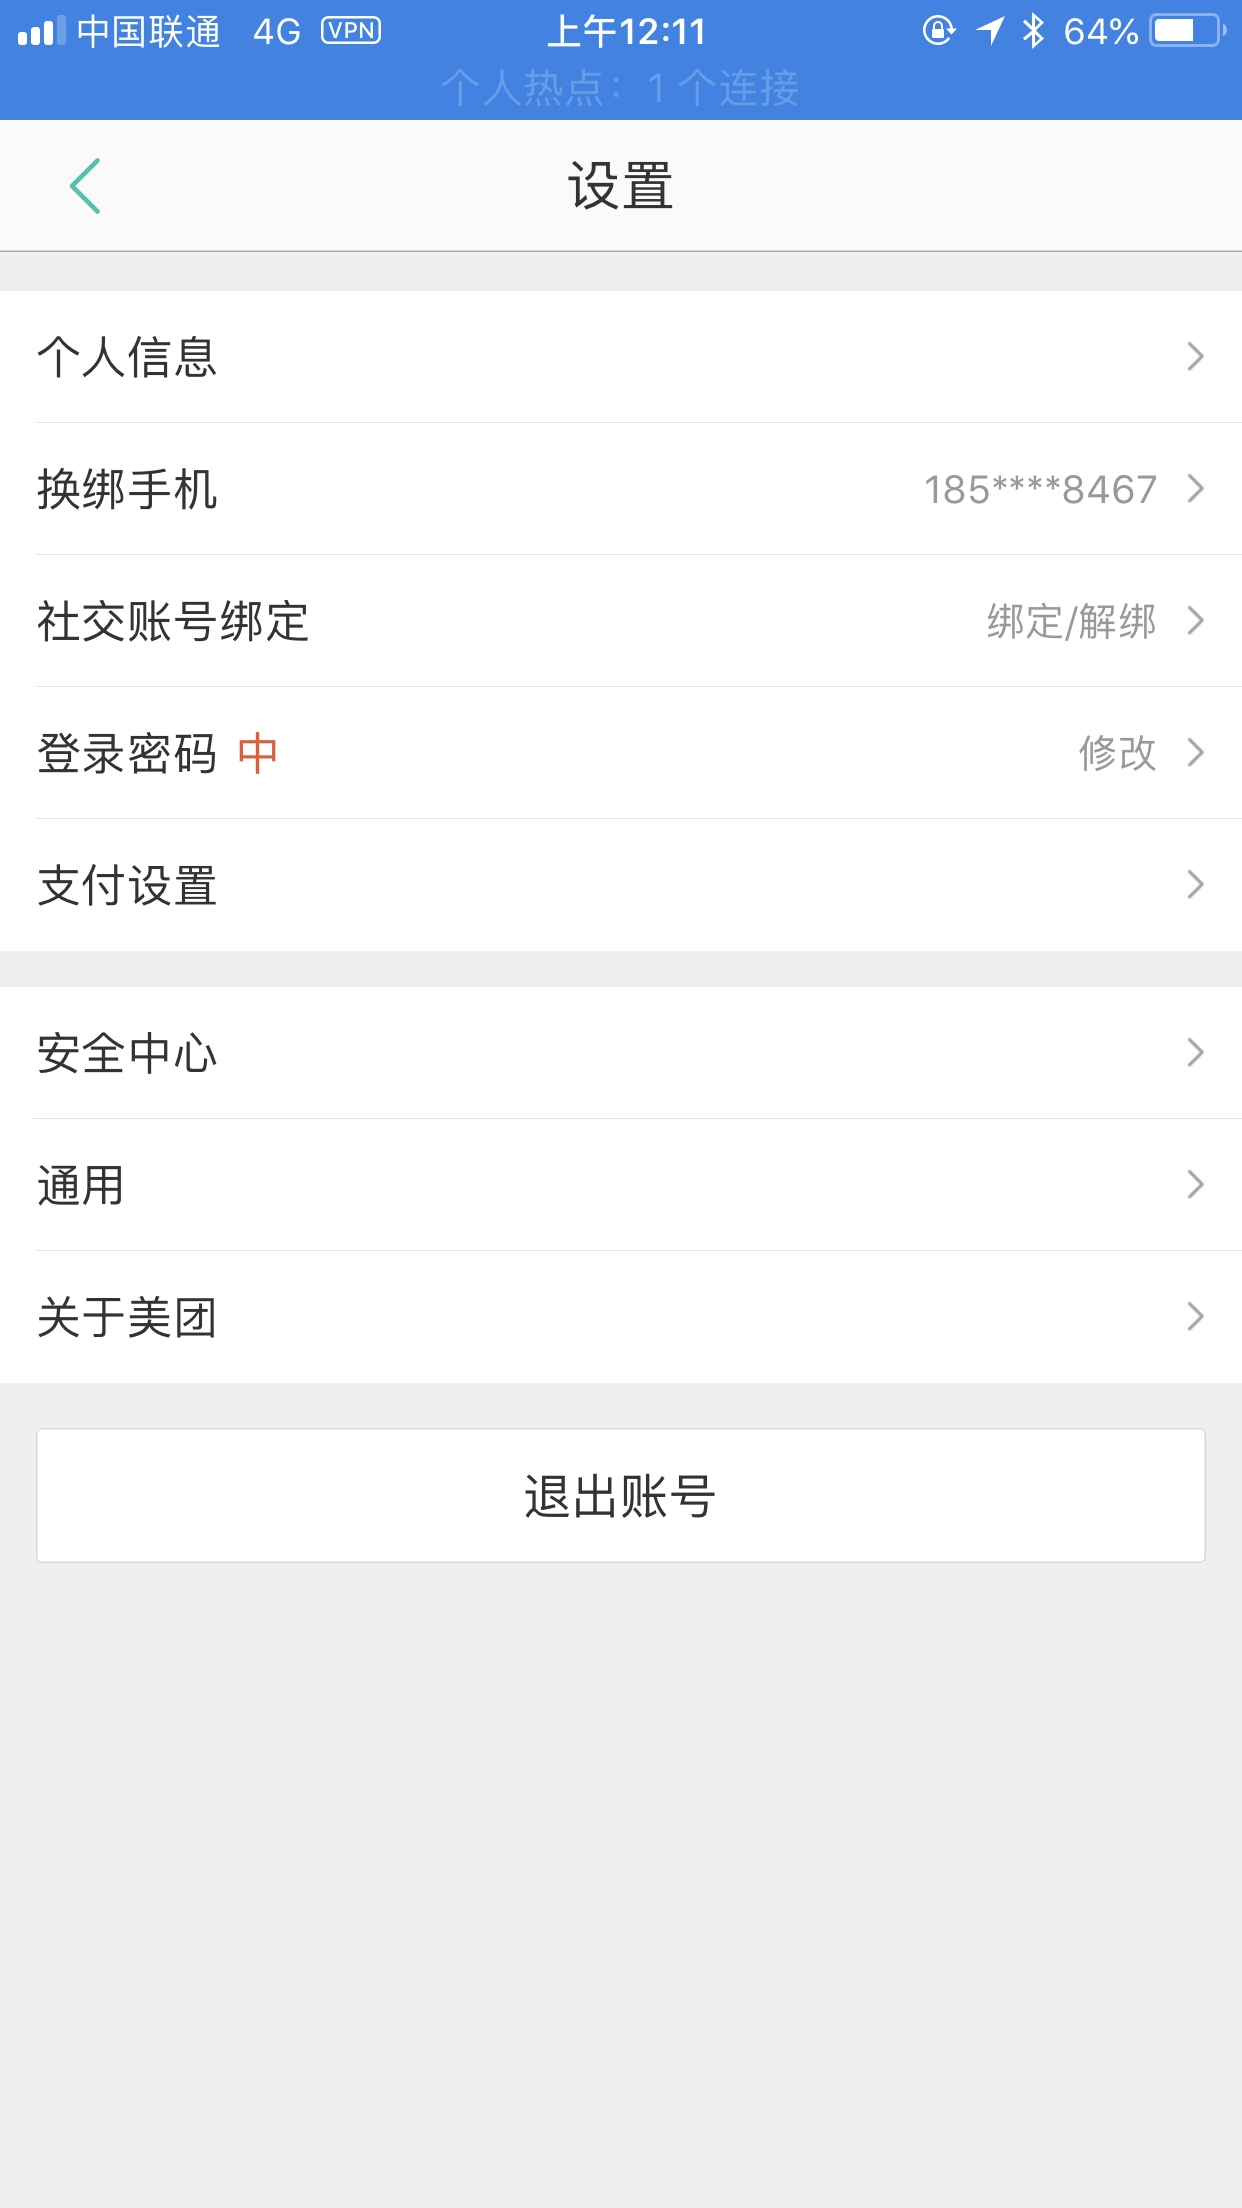 中国联通 4G VPN 上午12:11 64%
个人热点：1 个连接
设置
个人信息
换绑手机 185****8467
社交账号绑定 绑定/解绑
登录密码 中 修改
支付设置
安全中心
通用
关于美团
退出账号